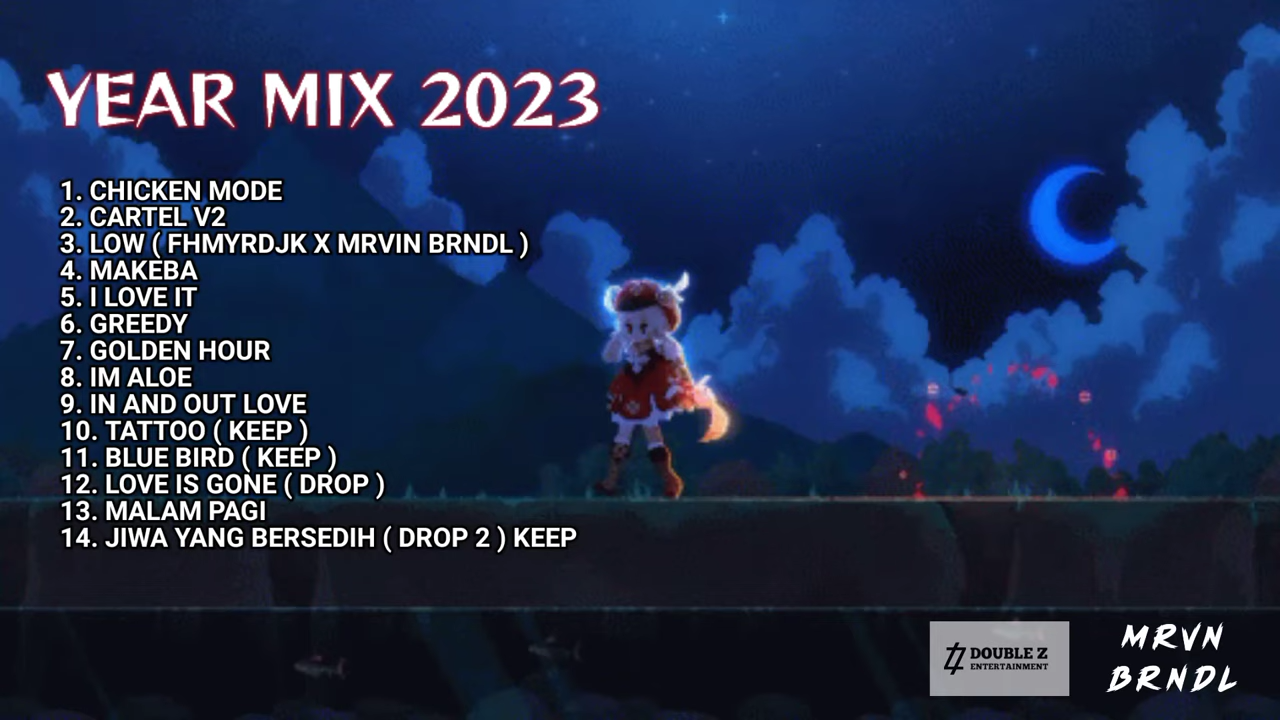 YEAR MIX 2023
1. CHICKEN MODE
2. CARTEL V2
3. LOW ( FHMYRDJK X MRVIN BRNDL )
4. MAKEBA
5. I LOVE IT
6. GREEDY
7. GOLDEN HOUR
8. IM ALOE
9. IN AND OUT LOVE
10. TATTOO ( KEEP )
11. BLUE BIRD ( KEEP )
12. LOVE IS GONE ( DROP )
13. MALAM PAGI
14. JIWA YANG BERSEDIH ( DROP 2 ) KEEP
DOUBLE Z
ENTERTAINMENT
MRVN
BRNDL